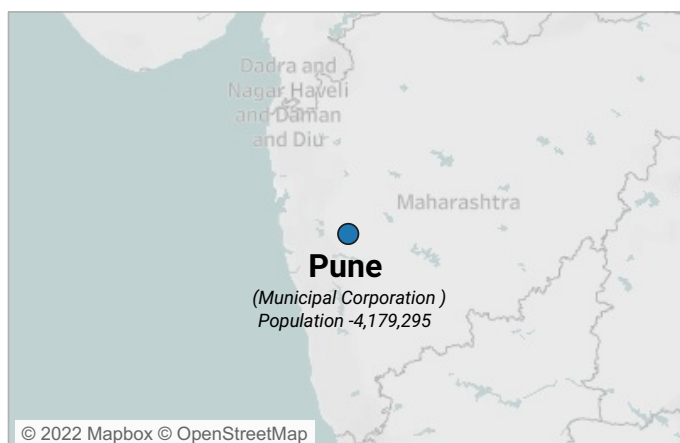 Dadra and
Nagar Haveli
and Daman
and Diu
Maharashtra
Pune
(Municipal Corporation )
Population -4,179,295
© 2022 Mapbox © OpenStreetMap